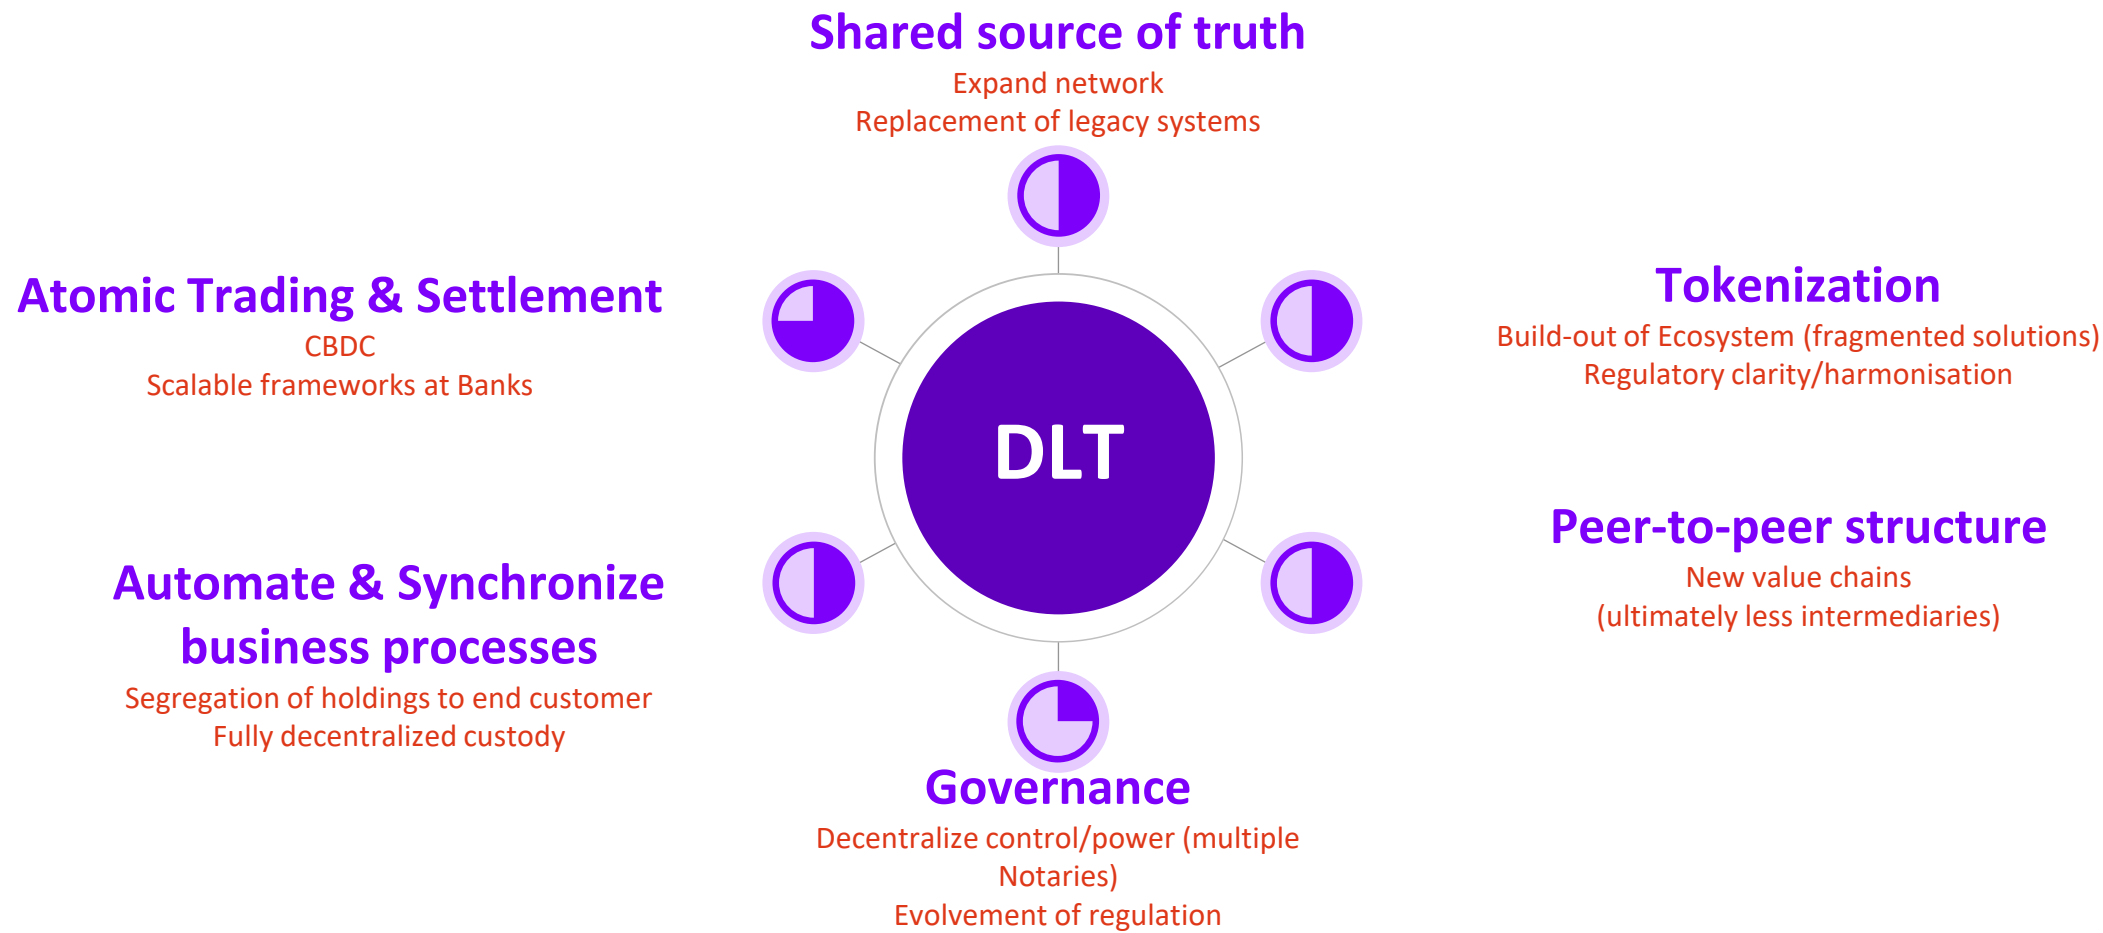 Shared source of truth
Expand network
Replacement of legacy systems
Atomic Trading & Settlement
CBDC
Scalable frameworks at Banks
Tokenization
Build-out of Ecosystem (fragmented solutions)
Regulatory clarity/harmonisation
DLT
Automate & Synchronize
business processes
Segregation of holdings to end customer
Fully decentralized custody
Peer-to-peer structure
New value chains
(ultimately less intermediaries)
Governance
Decentralize control/power (multiple
Notaries)
Evolvement of regulation